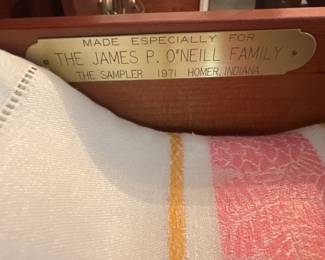 MADE ESPECIALLY FOR
THE JAMES P. O'NEILL FAMILY
THE SAMPLER 1971 HOMER, INDIANA